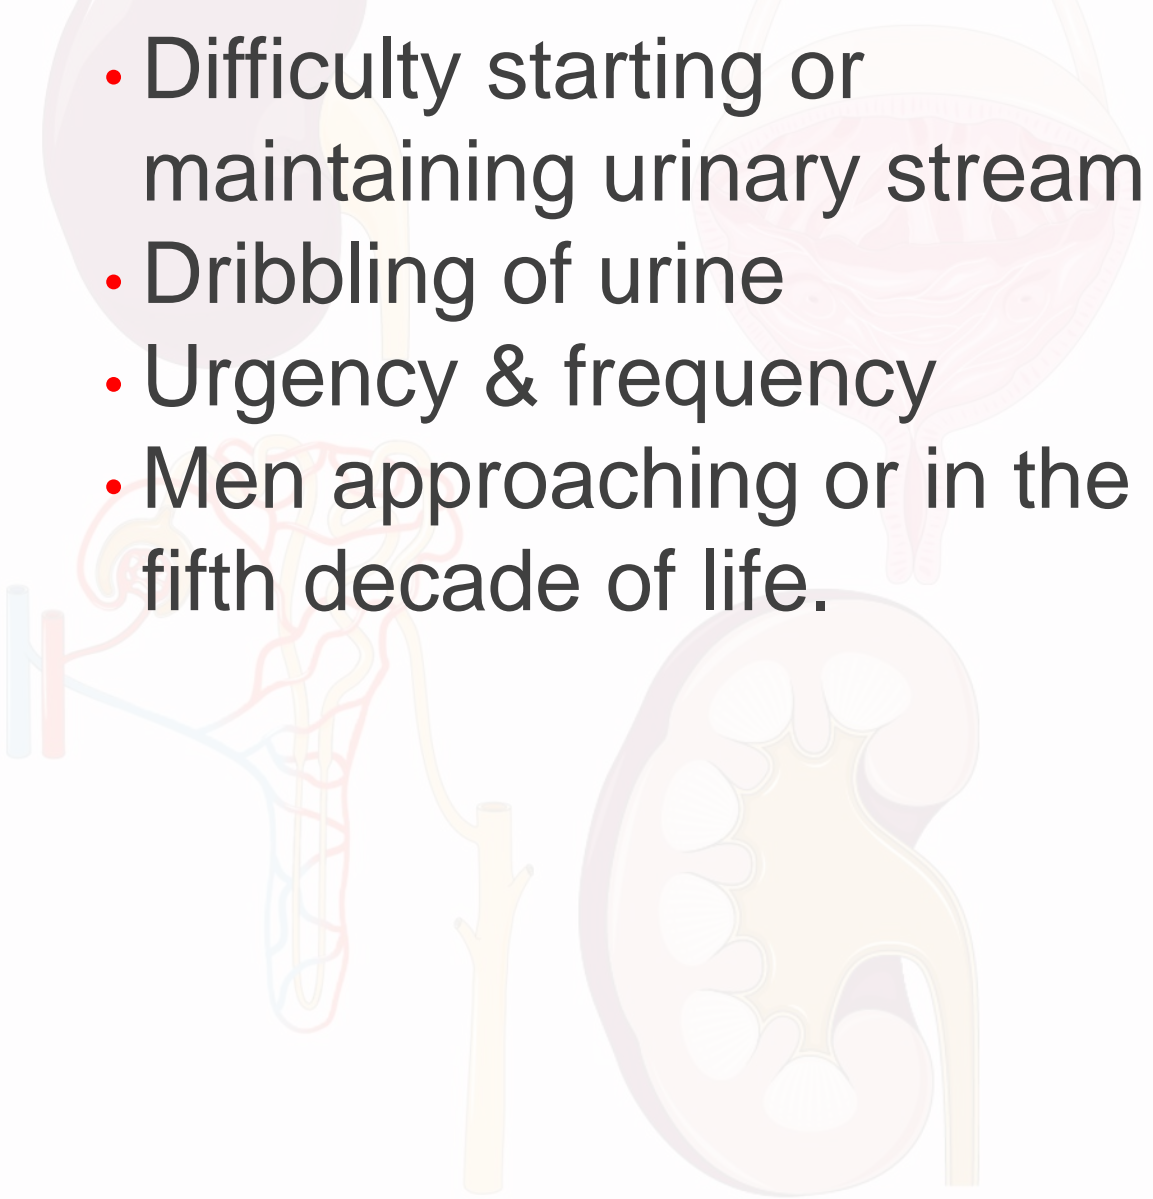 • Difficulty starting or
maintaining urinary stream
• Dribbling of urine
• Urgency & frequency
• Men approaching or in the
fifth decade of life.